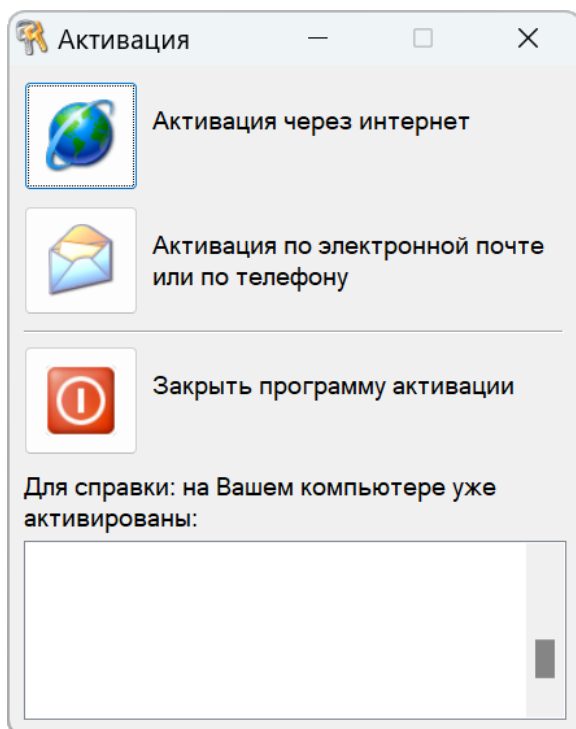 Активация
Активация через интернет
Активация по электронной почте
или по телефону
Закрыть программу активации
Для справки: на Вашем компьютере уже
активированы: